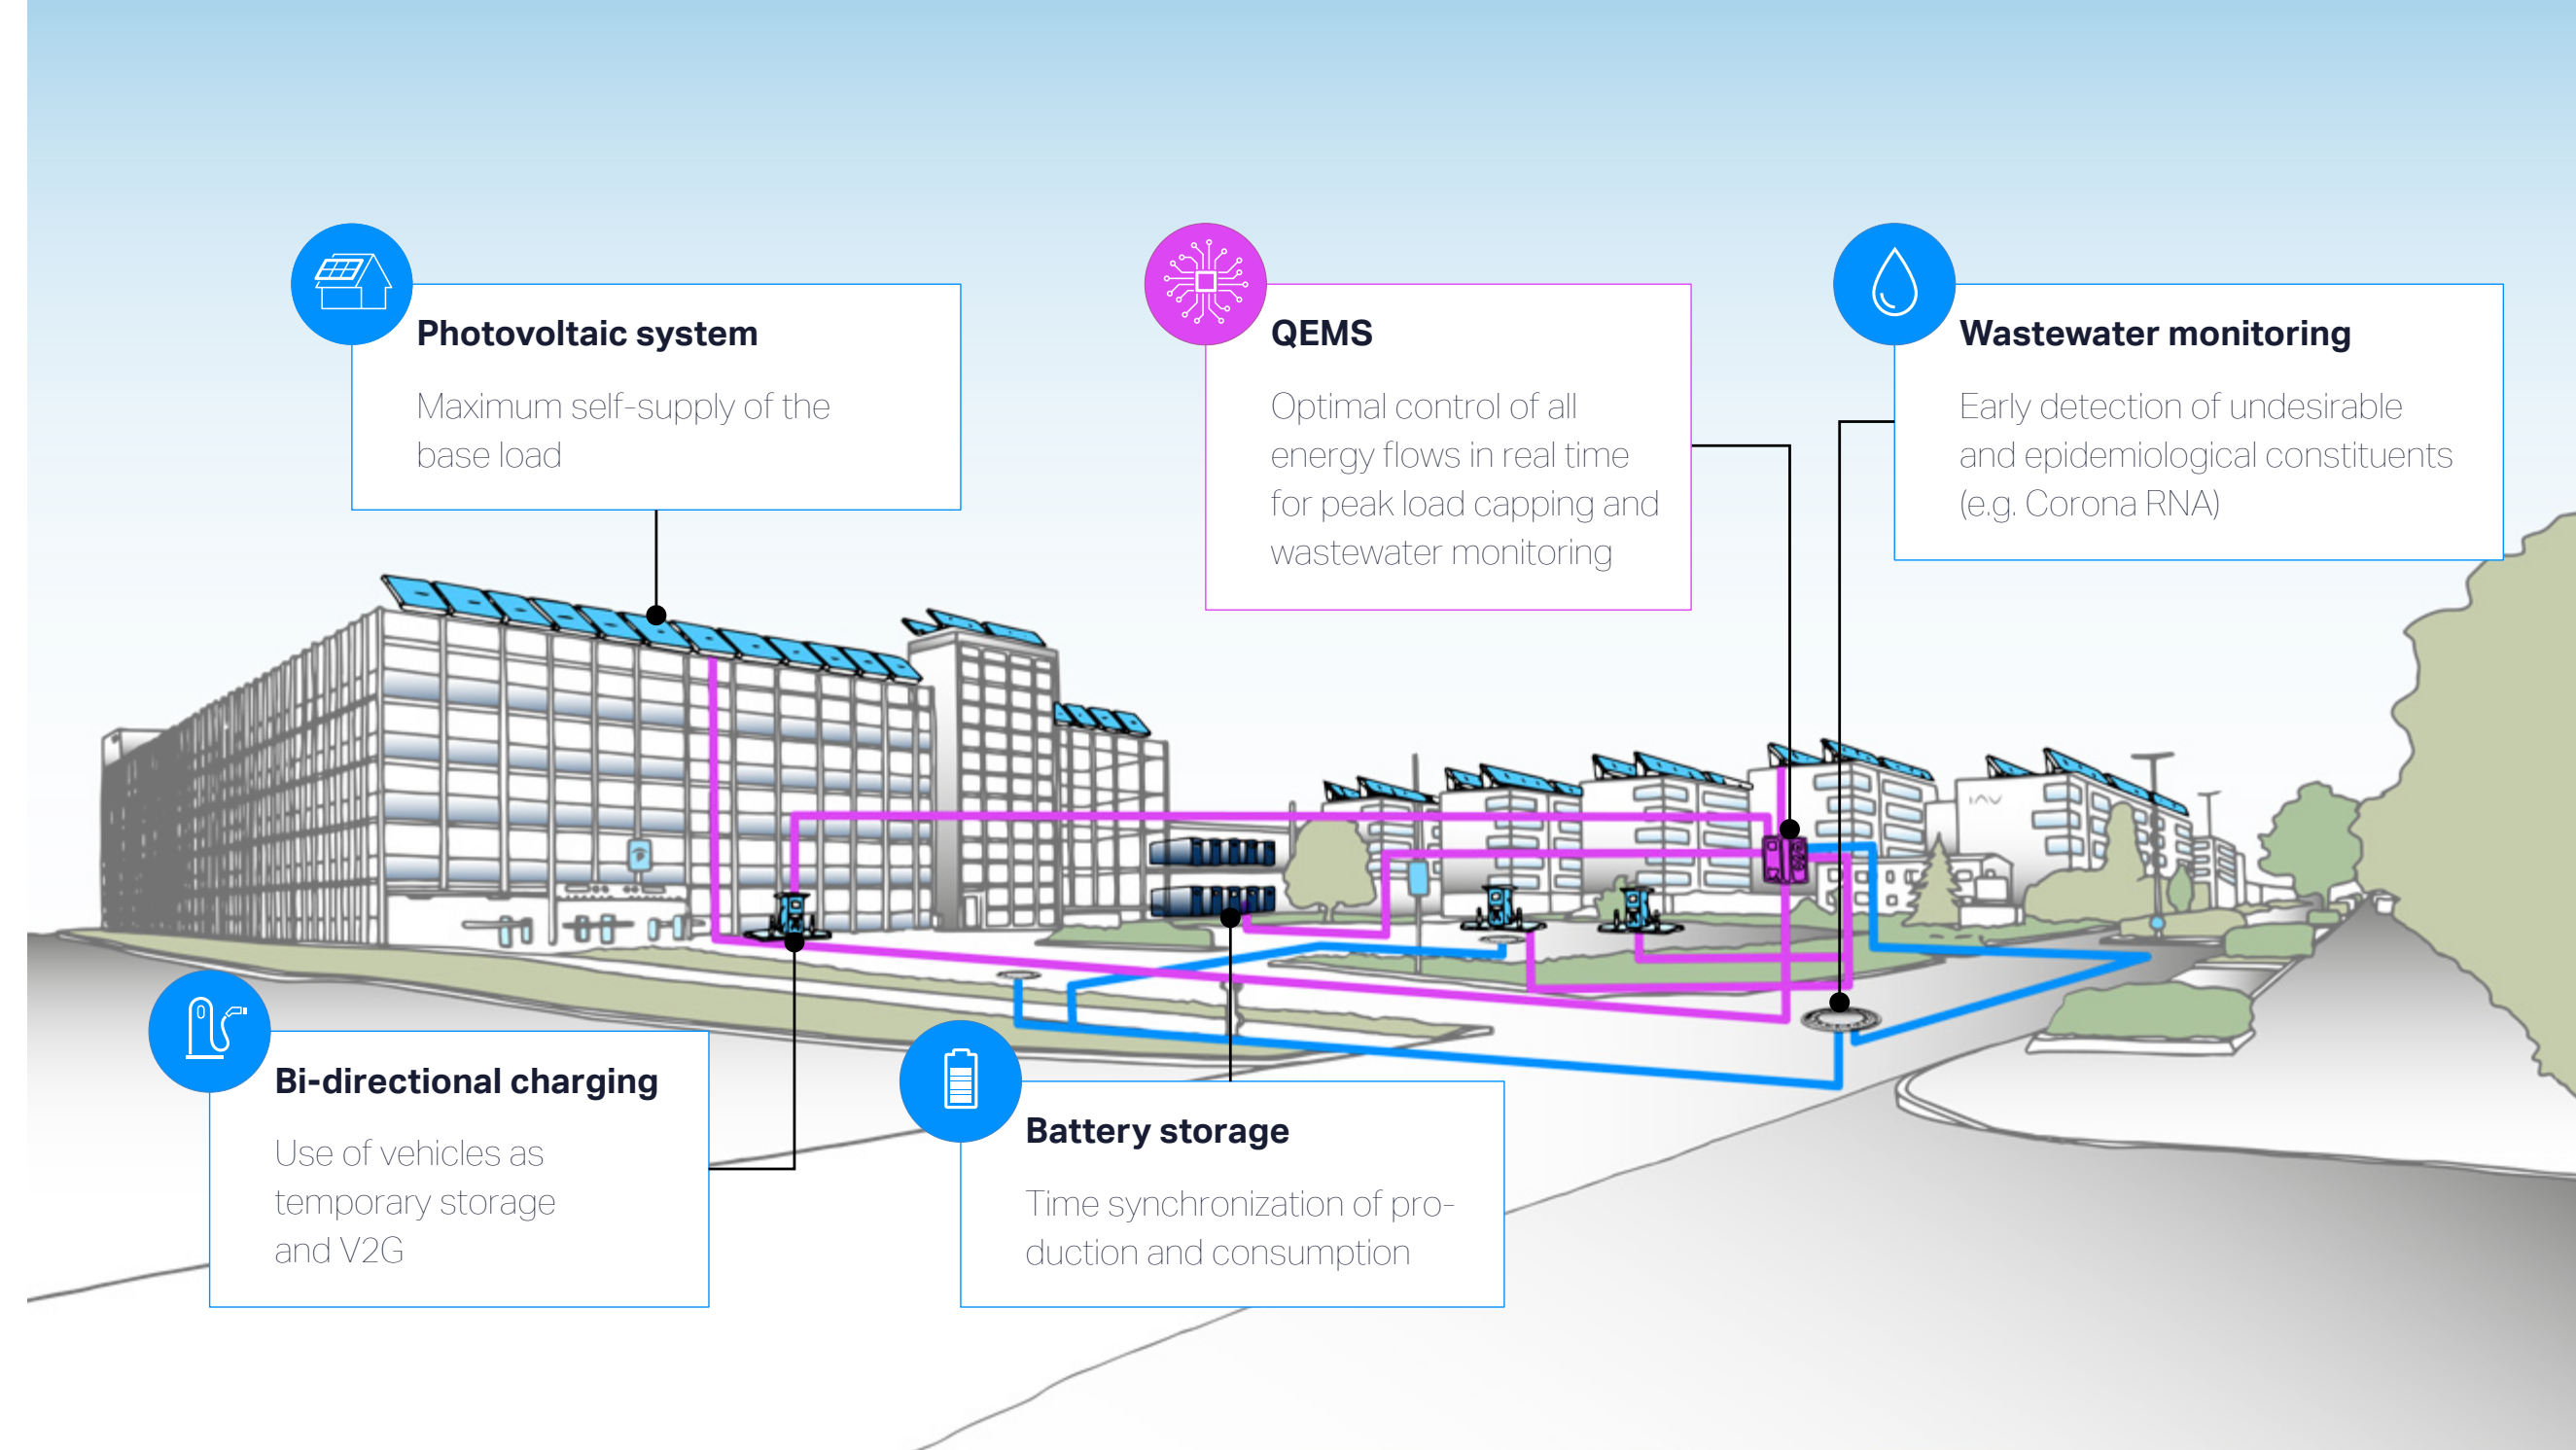 Photovoltaic system
Maximum self-supply of the
base load
QEMS
Optimal control of all
energy flows in real time
for peak load capping and
wastewater monitoring
Wastewater monitoring
Early detection of undesirable
and epidemiological constituents
(e.g. Corona RNA)
IAV
Bi-directional charging
Use of vehicles as
temporary storage
and V2G
Battery storage
Time synchronization of pro-
duction and consumption